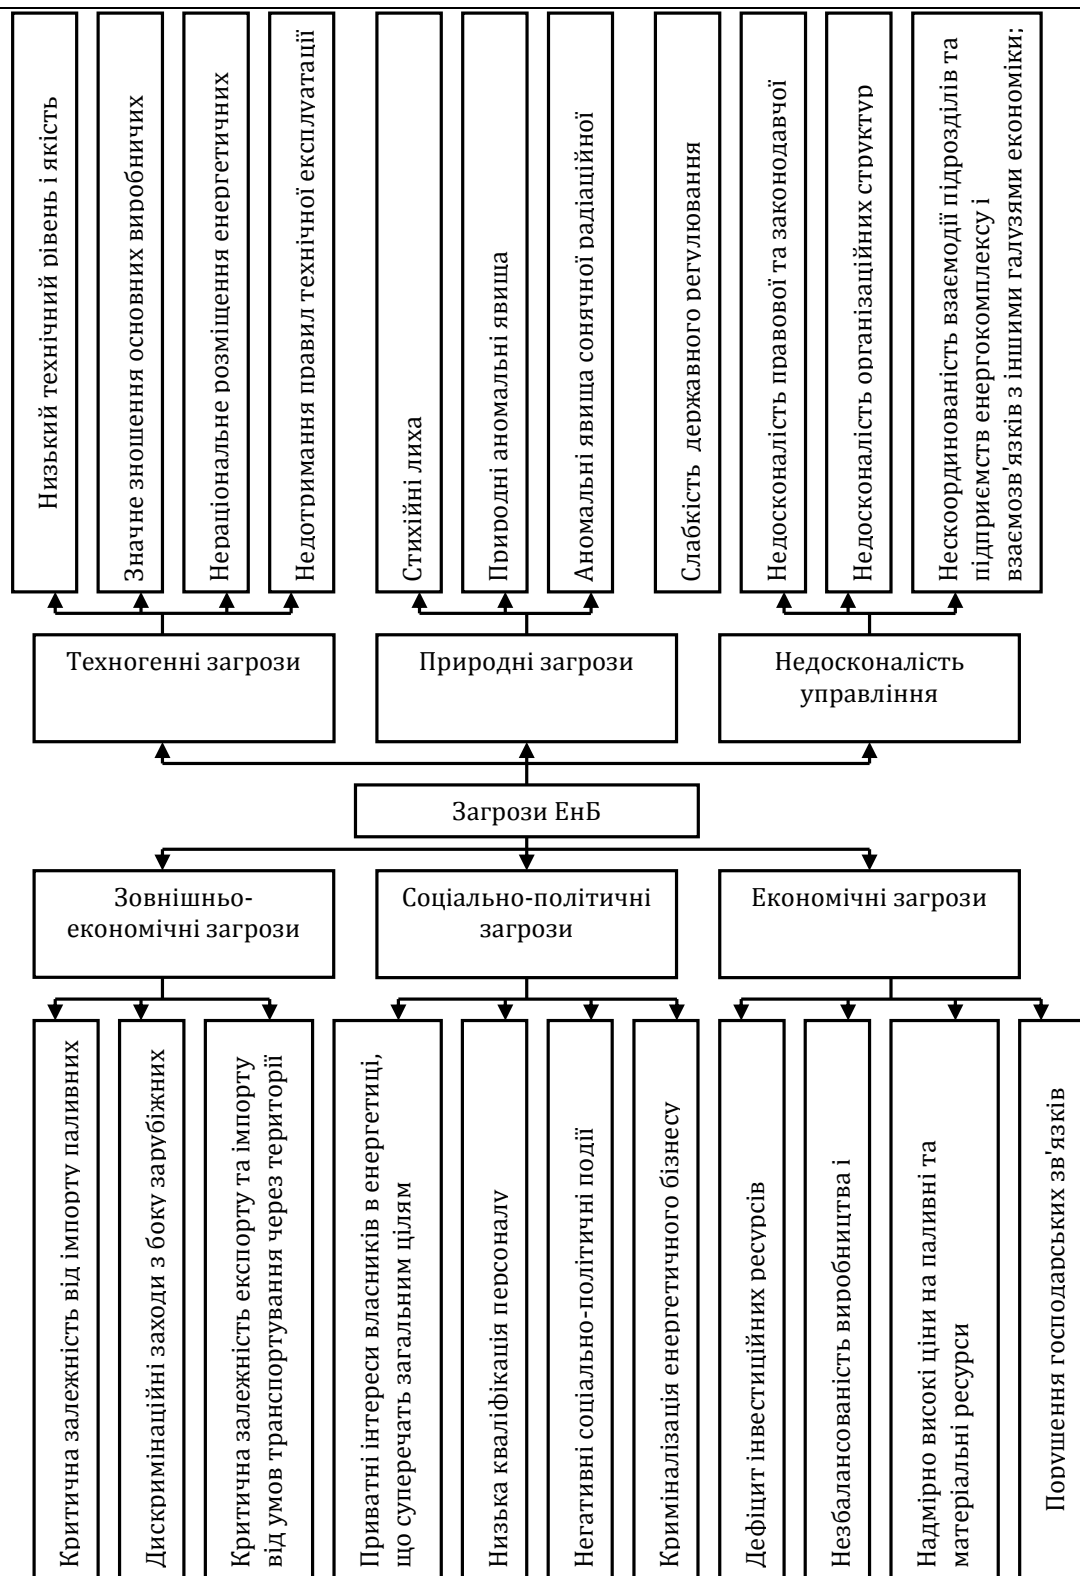 Низький технічний рівень і якість
Значне зношення основних виробничих
Нераціональне розміщення енергетичних
Недотримання правил технічної експлуатації
Стихійні лиха
Природні аномальні явища
Аномальні явища сонячної радіаційної
Слабкість державного регулювання
Недосконалість правової та законодавчої
Недосконалість організаційних структур
Нескоординованість взаємодії підрозділів та
підприємств енергокомплексу і
взаємозв'язків з іншими галузями економіки;
Техногенні загрози
Природні загрози
Недосконалість
управління
Загрози ЕнБ
Зовнішньо-
економічні загрози
Соціально-політичні
загрози
Економічні загрози
Критична залежність від імпорту паливних
Дискримінаційні заходи з боку зарубіжних
Критична залежність експорту та імпорту
від умов транспортування через території
Приватні інтереси власників в енергетиці,
що суперечать загальним цілям
Низька кваліфікація персоналу
Негативні соціально-політичні події
Криміналізація енергетичного бізнесу
Дефіцит інвестиційних ресурсів
Незбалансованість виробництва і
Надмірно високі ціни на паливні та
матеріальні ресурси
Порушення господарських зв'язків